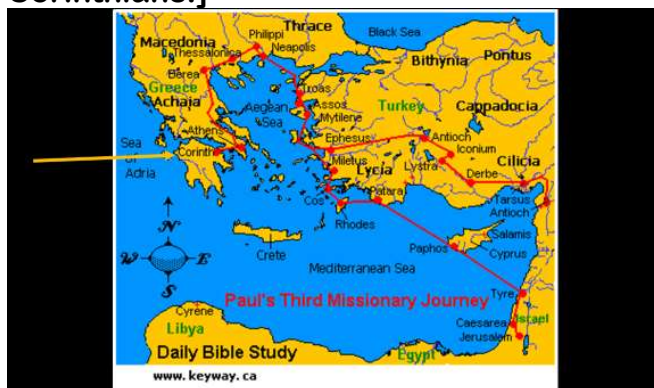 Corinthians.]
Thrace
Black Sea
Philippi
Macedonia
Thessalonica
Neapolis
Bithynia
Pontus
Berea
Greece
Troas
Achaia
Aegean
Sea
Assos
Mytilene
Turkey
Cappadocia
Athens
Ephesus
Antioch
Iconium
Sea
of
Adria
Corinth
Miletus
Lycia
Lystra
Derbe
Cilicia
Cos
Patara
Tarsus
Antioch
Rhodes
N
W
E
S
Crete
Paphos
Salamis
Cyprus
Mediterranean Sea
Paul's Third Missionary Journey
Tyre
Cyrene
Libya
Caesarea
Israel
Jerusalem
Daily Bible Study
Egypt
www.keyway.ca